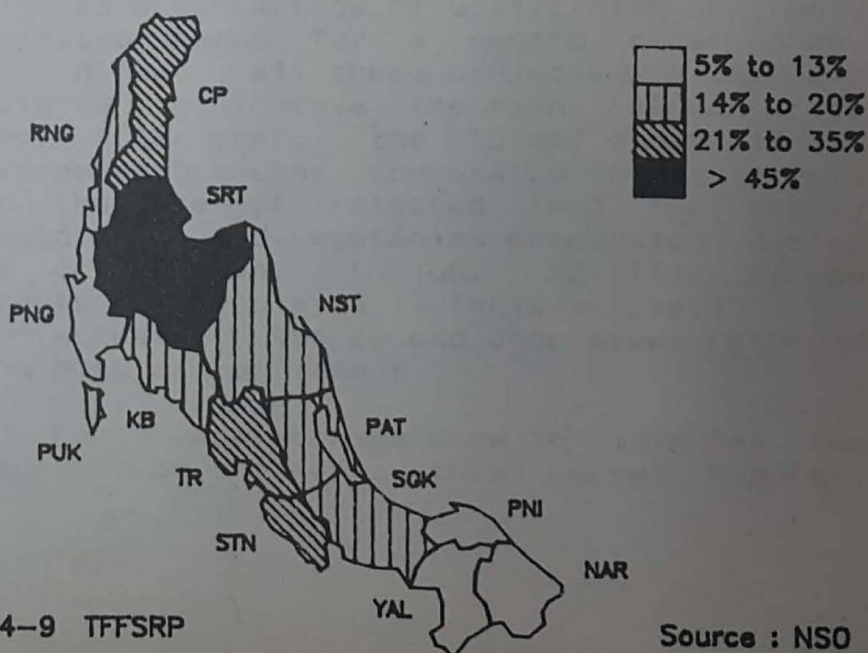 5% to 13%
14% to 20%
21% to 35%
> 45%
CP
RNG
SRT
PNG
NST
KB
PUK
PAT
TR
SGK
STN
PNI
NAR
YAL
4-9 TFFSRP
Source : NSO